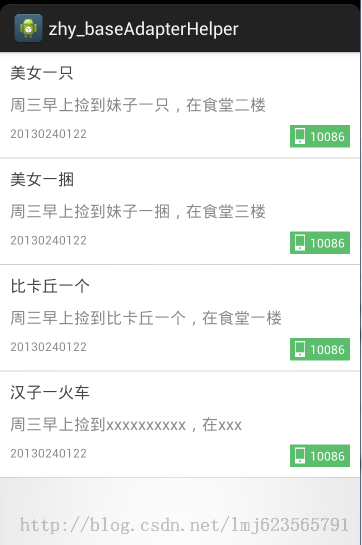 zhy_baseAdapterHelper
美女一只
周三早上捡到妹子一只，在食堂二楼
20130240122
10086
美女一捆
周三早上捡到妹子一捆，在食堂三楼
20130240122
10086
比卡丘一个
周三早上捡到比卡丘一个，在食堂一楼
20130240122
10086
汉子一火车
周三早上捡到xxxxxxxxxx，在xxx
20130240122
10086
http://blog.csdn.net/lmj623565791